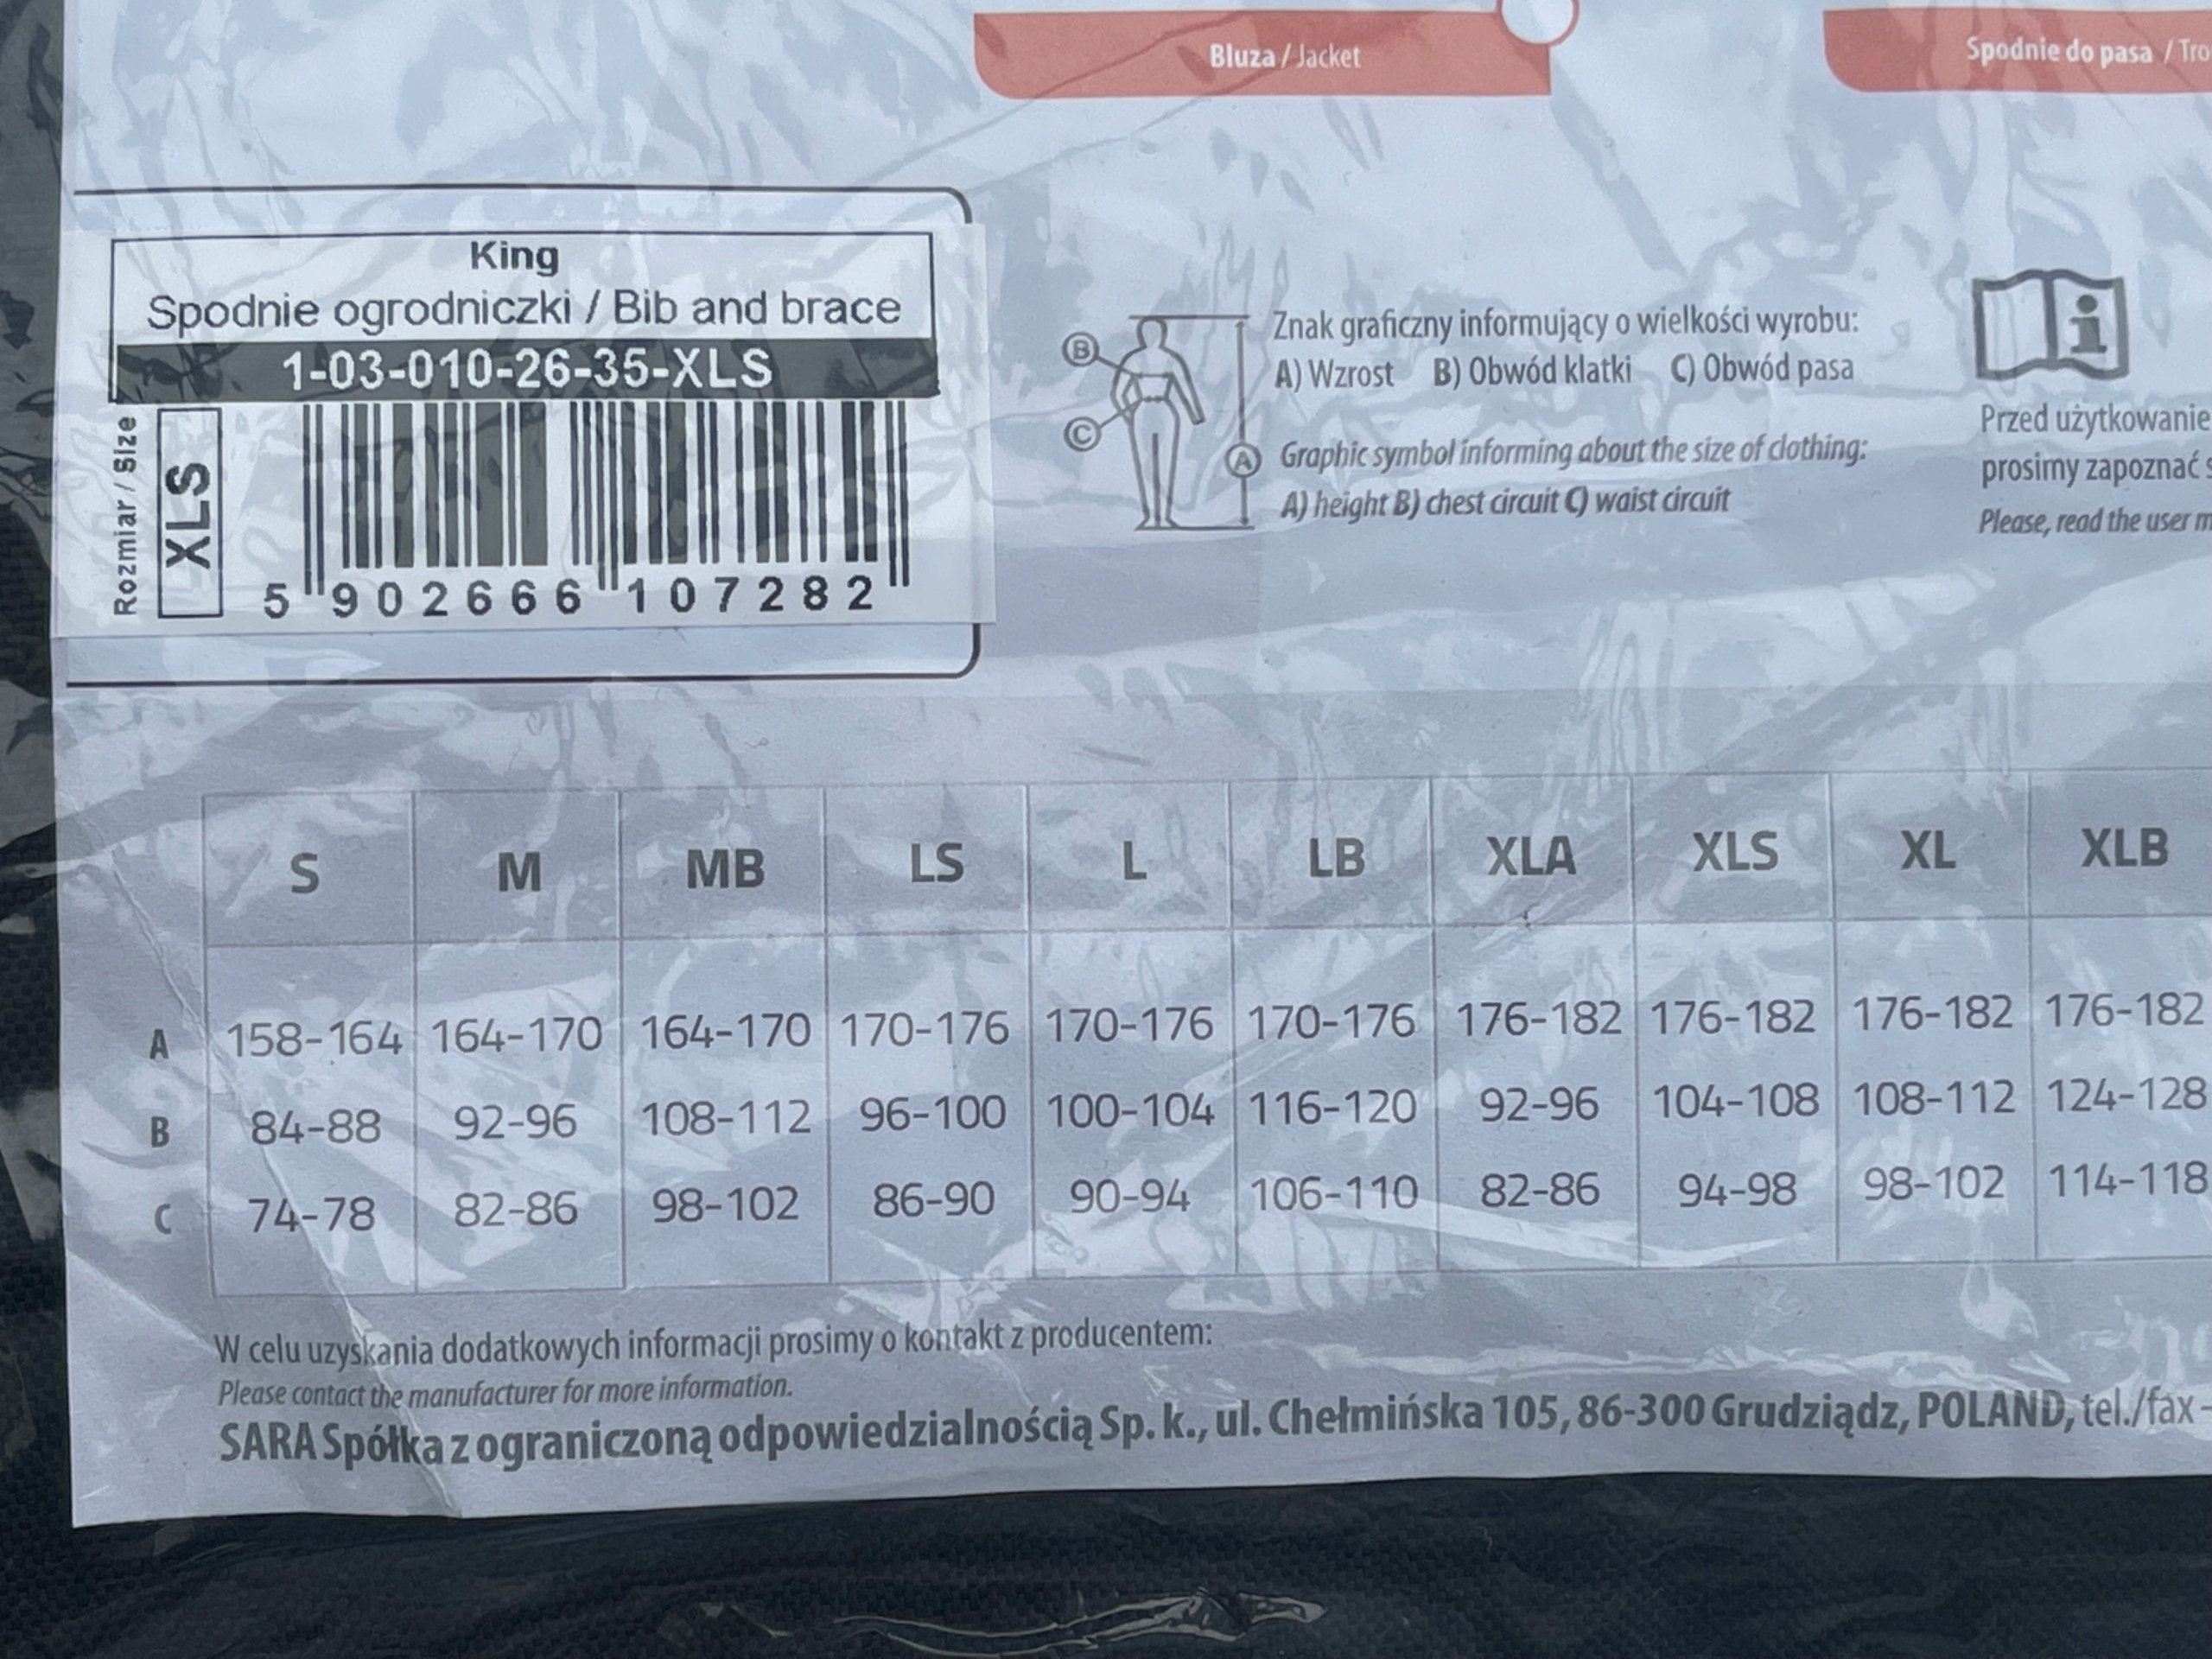 Bluza / Jacket
Spodnie do pasa / Tro
King
Spodnie ogrodniczki / Bib and brace
1-03-010-26-35-XLS
Rozmiar / Size
XLS
5 902666 107282
B
C
A
Znak graficzny informujący o wielkości wyrobu:
A) Wzrost B) Obwód klatki C) Obwód pasa
Graphic symbol informing about the size of clothing:
A) height B) chest circuit C) waist circuit
i
Przed użytkowanie
prosimy zapoznać s
Please, read the user m
S M MB LS L LB XLA XLS XL XLB
A 158-164 164-170 164-170 170-176 170-176 170-176 176-182 176-182 176-182 176-182
B 84-88 92-96 108-112 96-100 100-104 116-120 92-96 104-108 108-112 124-128
C 74-78 82-86 98-102 86-90 90-94 106-110 82-86 94-98 98-102 114-118
W celu uzyskania dodatkowych informacji prosimy o kontakt z producentem:
Please contact the manufacturer for more information.
SARA Spółka z ograniczoną odpowiedzialnością Sp. k., ul. Chełmińska 105, 86-300 Grudziądz, POLAND, tel./fax-